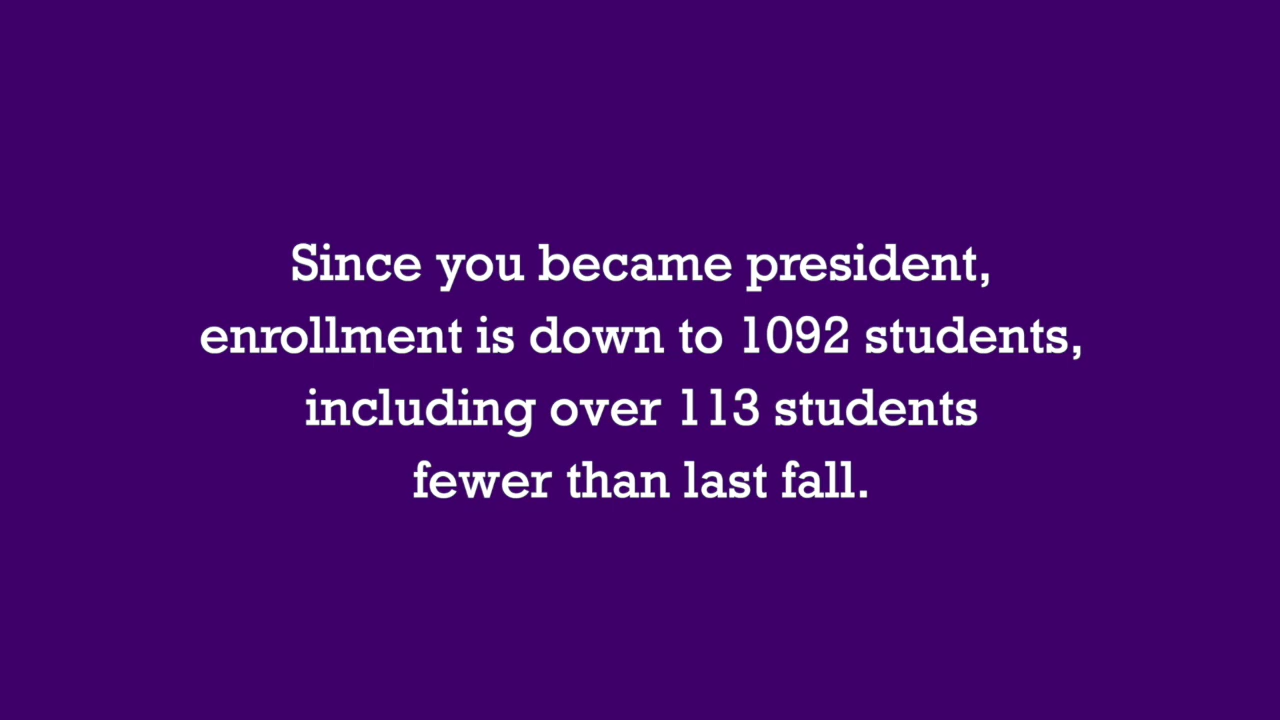 Since you became president,
enrollment is down to 1092 students,
including over 113 students
fewer than last fall.